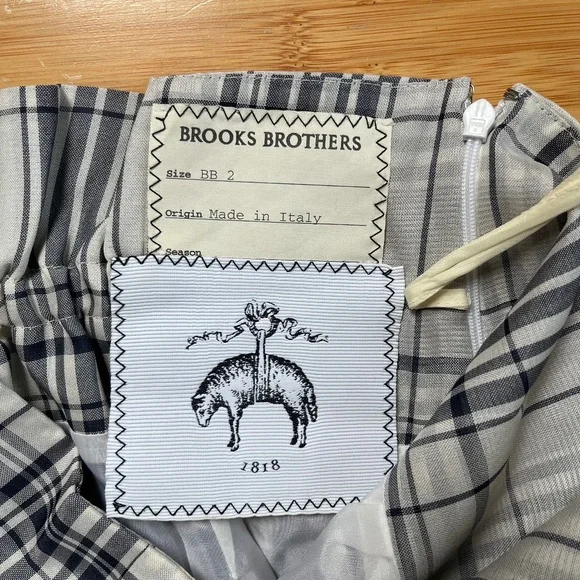 BROOKS BROTHERS
Size BB 2
Origin Made in Italy
Season
1818